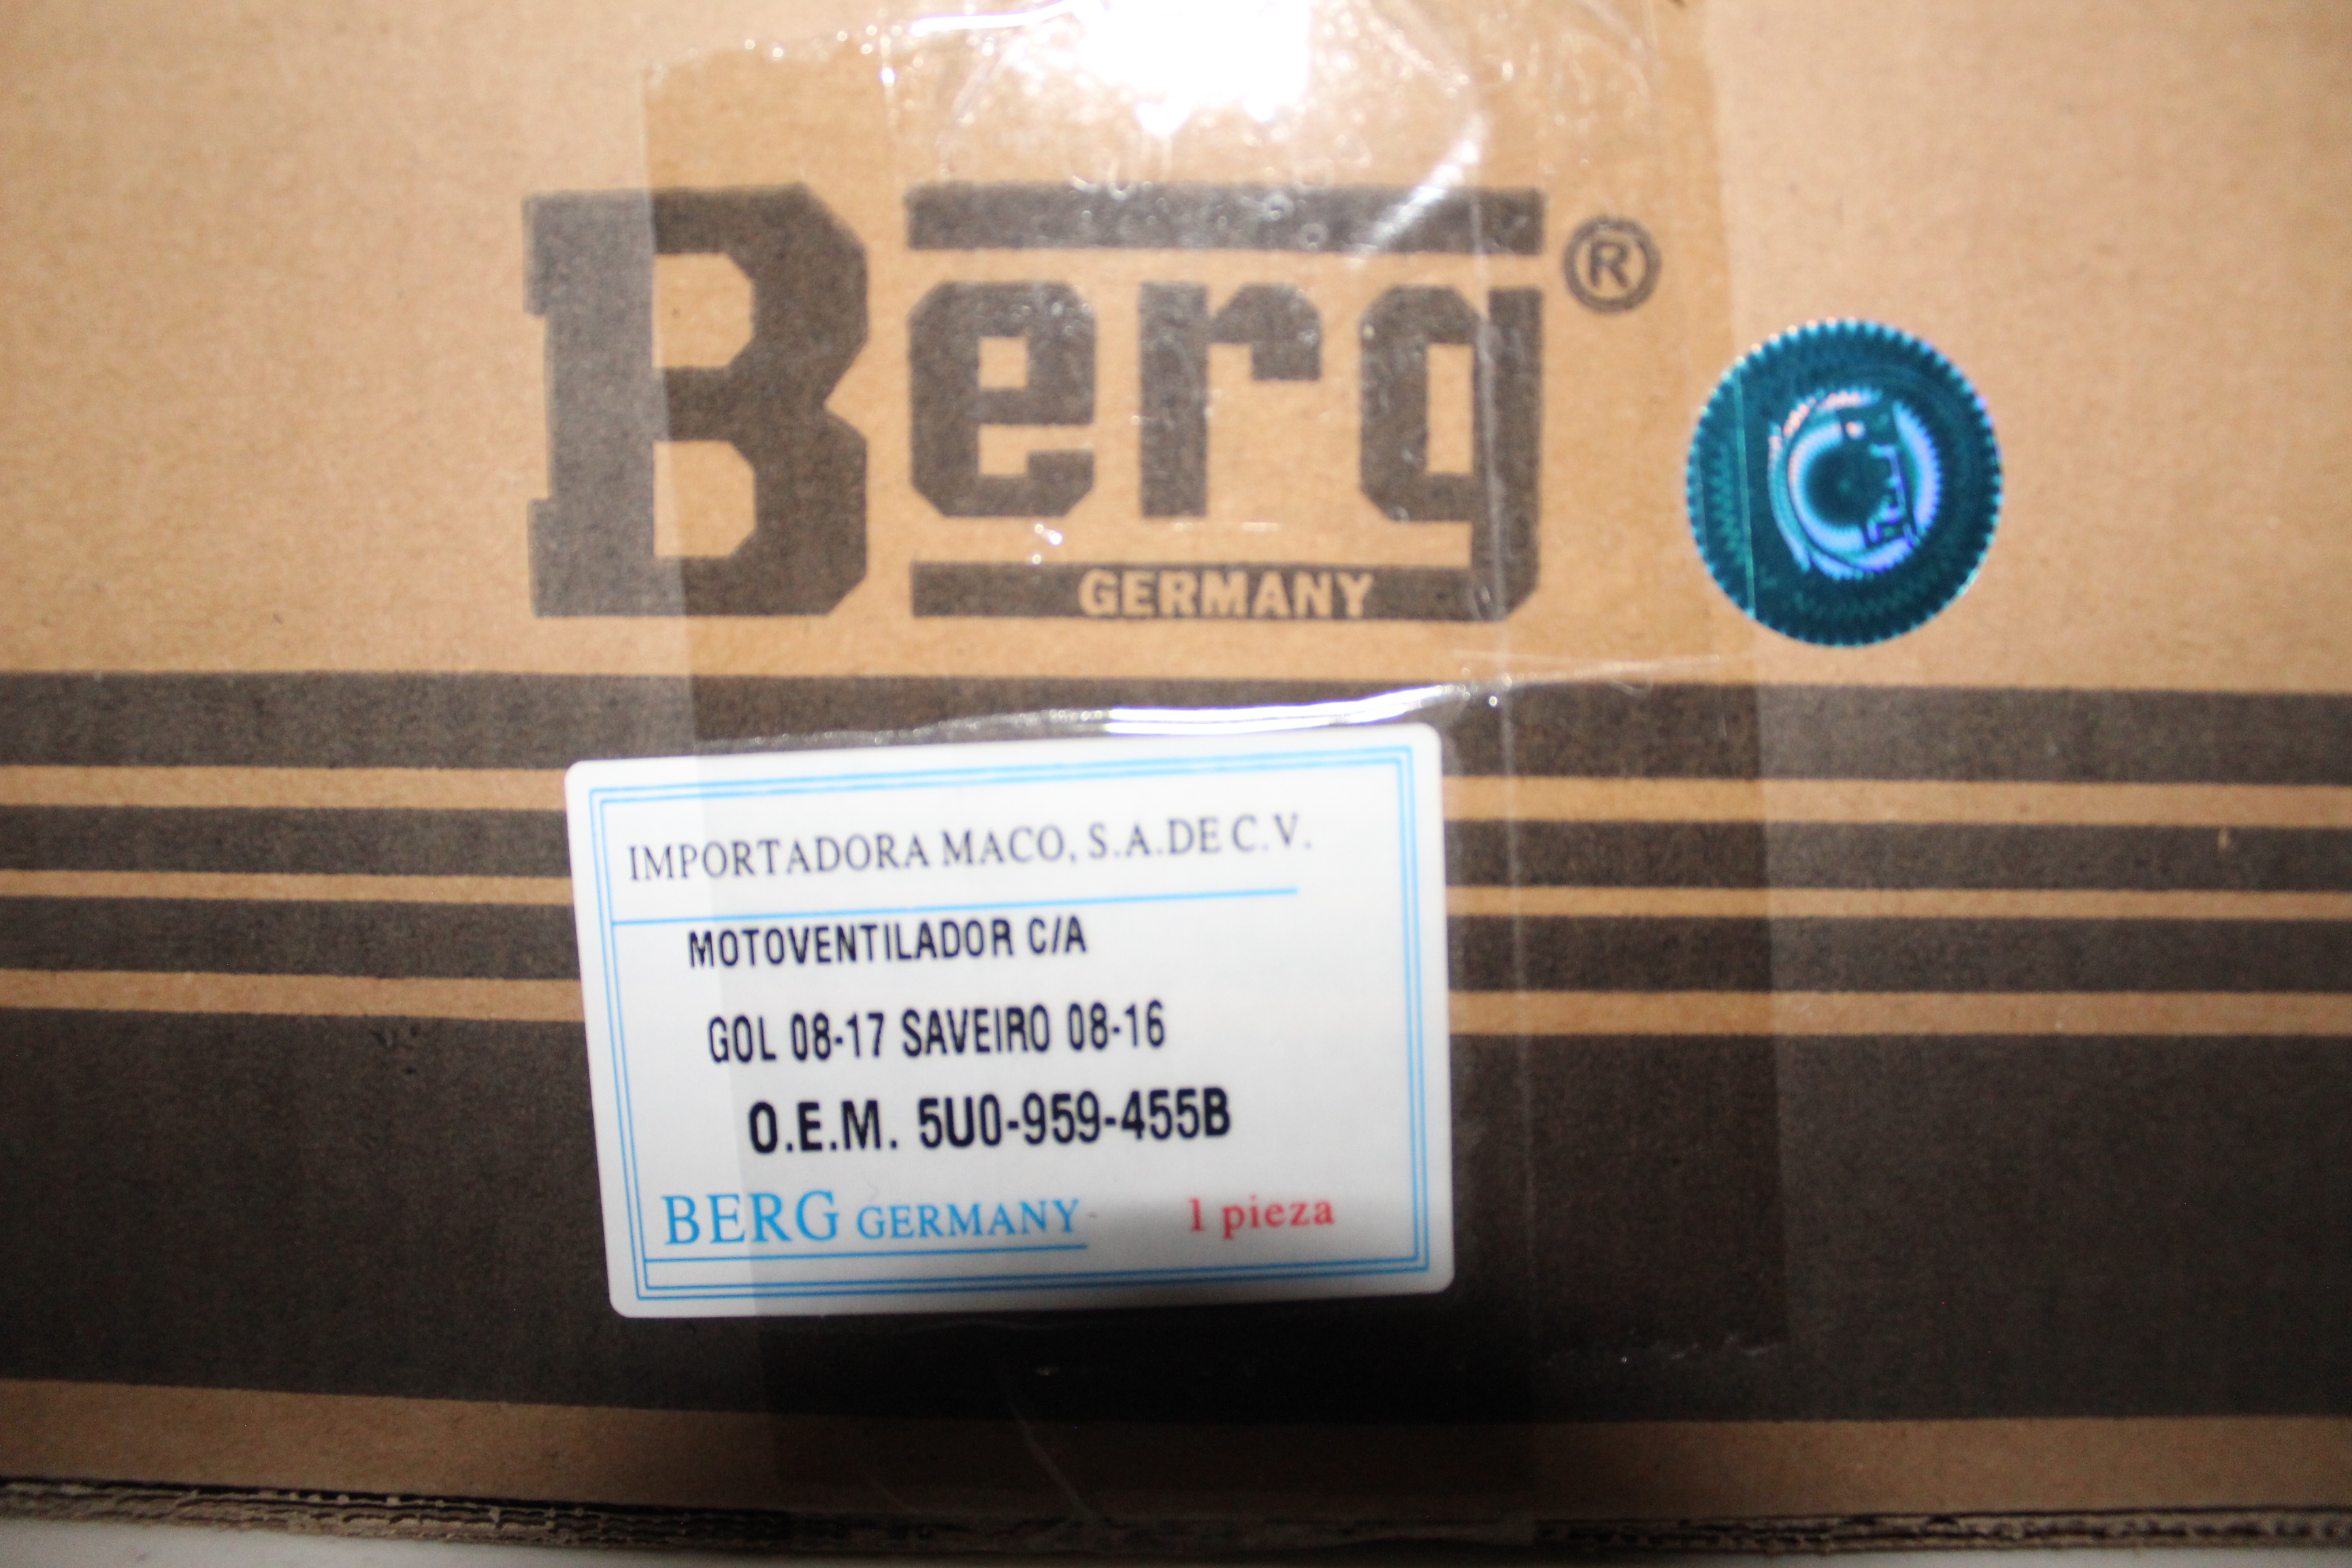 Berg®
GERMANY
IMPORTADORA MACO, S.A.DE C.V.
MOTOVENTILADOR C/A
GOL 08-17 SAVEIRO 08-16
O.E.M. 5U0-959-455B
BERG GERMANY 1 pieza